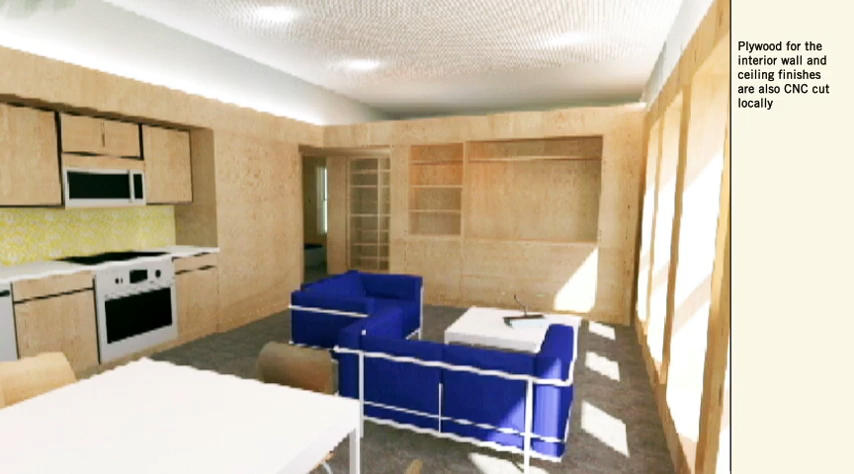 Plywood for the
interior wall and
ceiling finishes
are also CNC cut
locally